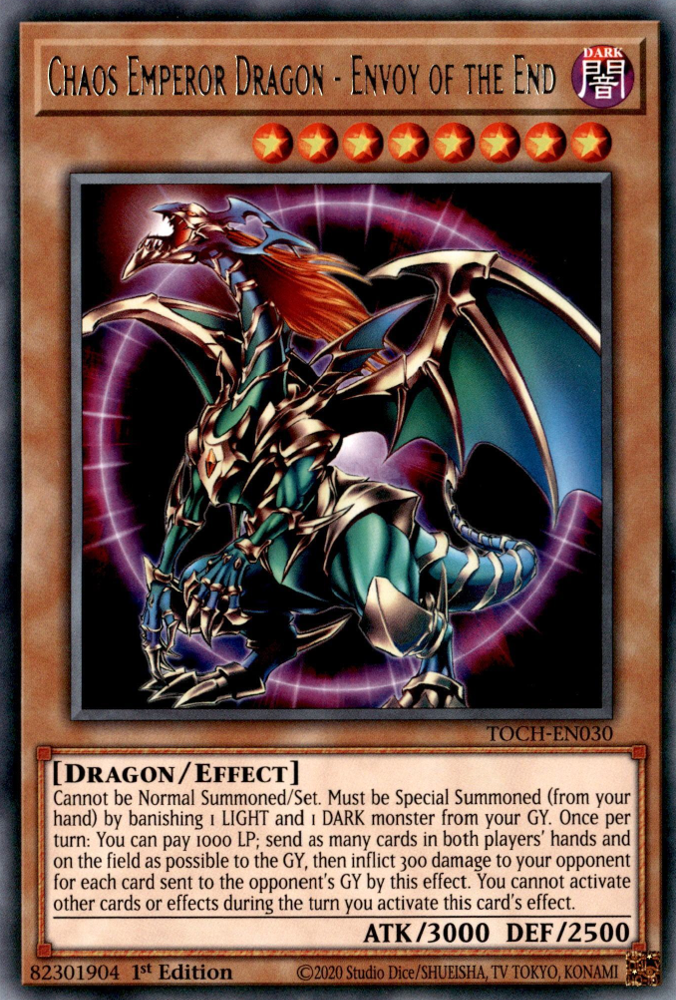 CHAOS EMPEROR DRAGON - ENVOY OF THE END
DARK
闇
TOCH-EN030
[DRAGON/EFFECT]
Cannot be Normal Summoned/Set. Must be Special Summoned (from your
hand) by banishing 1 LIGHT and 1 DARK monster from your GY. Once per
turn: You can pay 1000 LP; send as many cards in both players' hands and
on the field as possible to the GY, then inflict 300 damage to your opponent
for each card sent to the opponent's GY by this effect. You cannot activate
other cards or effects during the turn you activate this card's effect.
ATK/3000 DEF/2500
82301904 1st Edition
©2020 Studio Dice/SHUEISHA, TV TOKYO, KONAMI